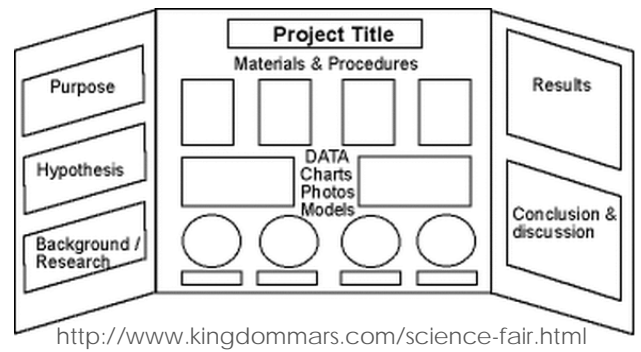 Project Title
Materials & Procedures
Purpose
Hypothesis
Background /
Research
DATA
Charts
Photos
Models
Results
Conclusion &
discussion
http://www.kingdommars.com/science-fair.html